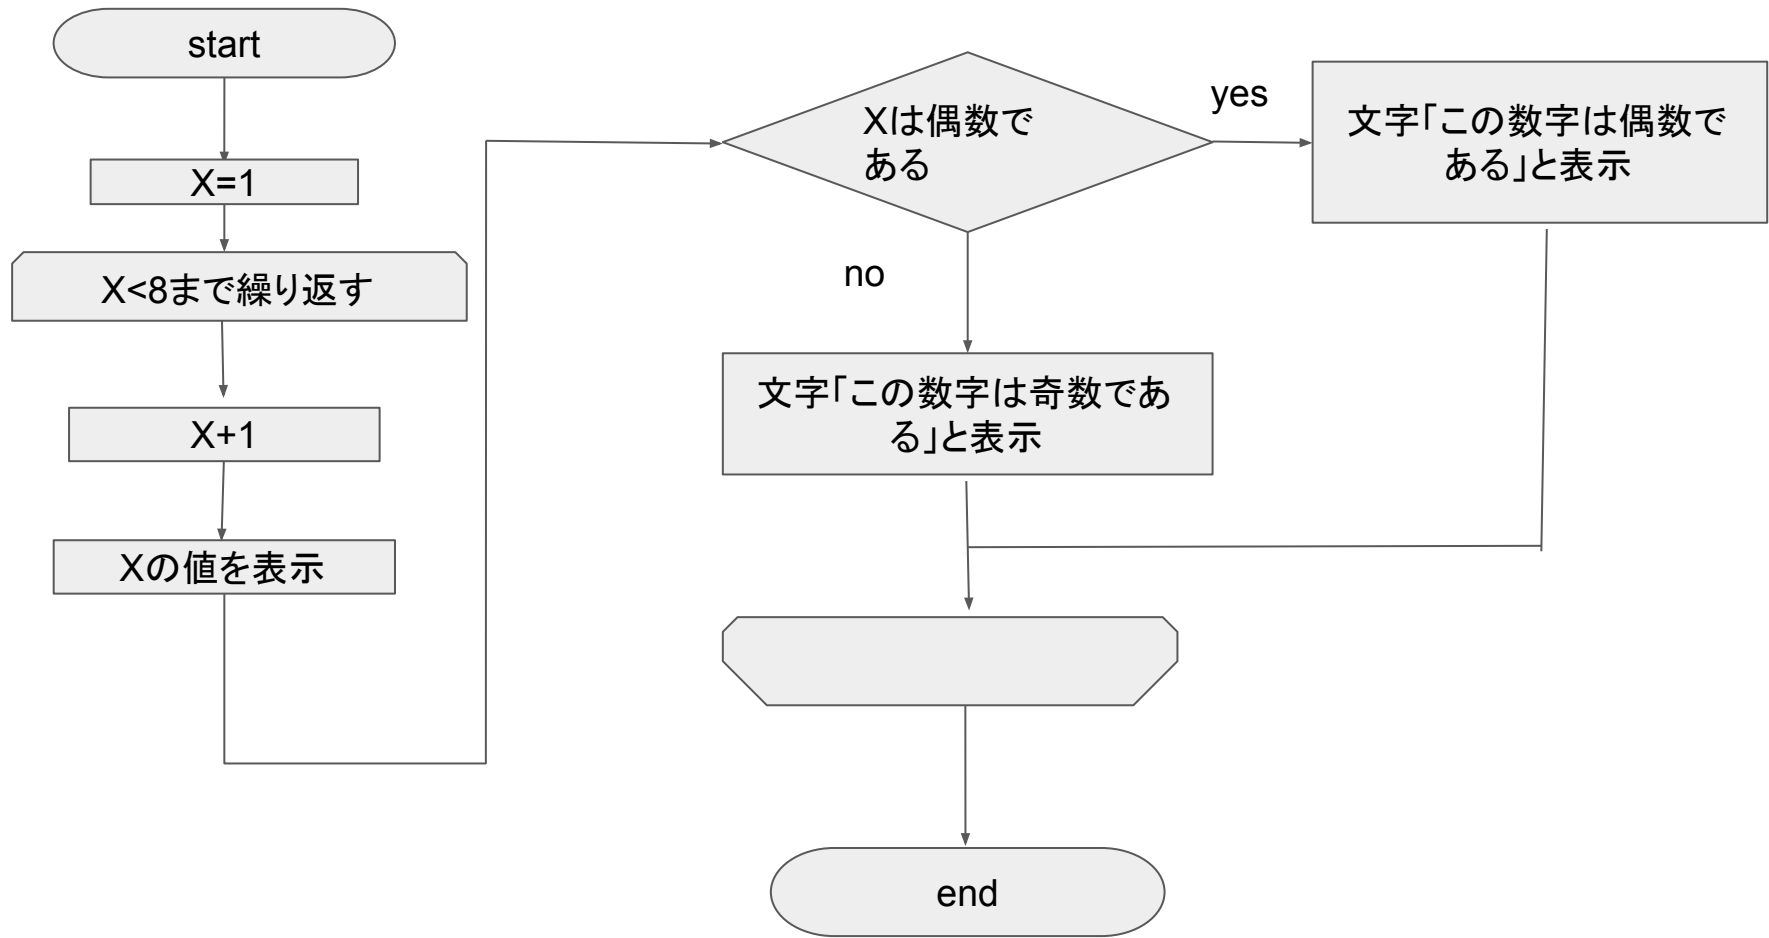 start
X=1
X<8まで繰り返す
X+1
Xの値を表示
Xは偶数で
ある
yes
文字「この数字は偶数で
ある」と表示
no
文字「この数字は奇数であ
る」と表示
end